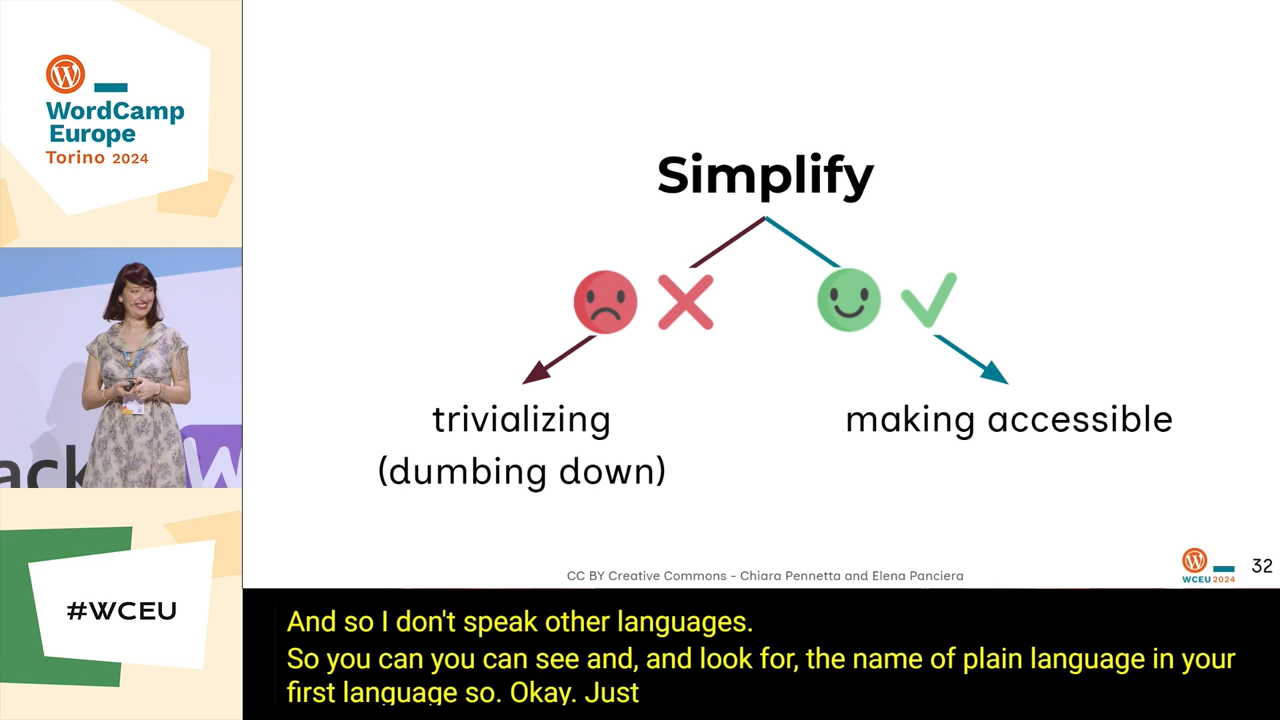 WordCamp
Europe
Torino 2024
ack
W
#WCEU
Simplify
trivializing
(dumbing down)
making accessible
CC BY Creative Commons - Chiara Pennetta and Elena Panciera
WCEU 2024
32
And so I don't speak other languages.
So you can you can see and, and look for, the name of plain language in your
first language so. Okay. Just